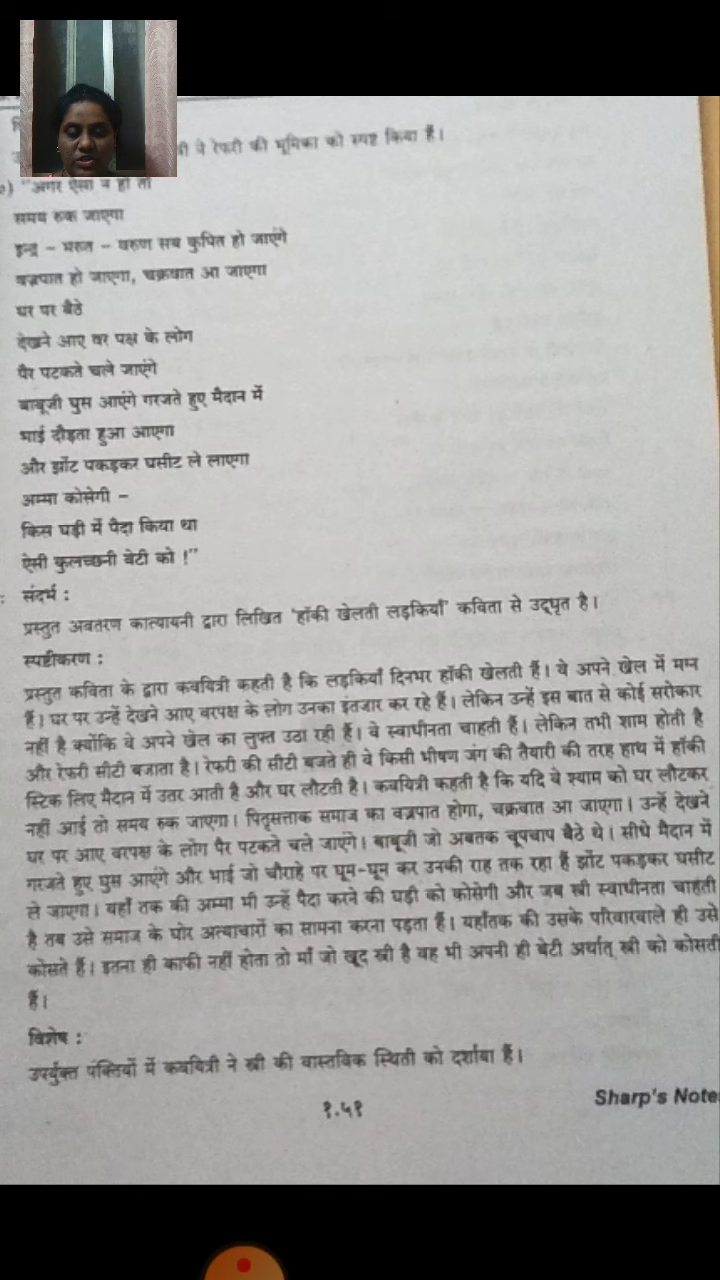 ी ने रेफरी की भूमिका को स्पष्ट किया हैं।
) "अगर ऐसा न हो तो
समय रुक जाएगा
इन्द्र – मरुत – वरुण सब कुपित हो जाएंगे
वज्रपात हो जाएगा, चक्रवात आ जाएगा
घर पर बैठे
देखने आए वर पक्ष के लोग
पैर पटकते चले जाएंगे
बाबूजी घुस आएंगे गरजते हुए मैदान में
भाई दौड़ता हुआ आएगा
और झोंट पकड़कर घसीट ले लाएगा
अम्मा कोसेगी –
किस घड़ी में पैदा किया था
ऐसी कुलच्छनी बेटी को !"
: संदर्भ :
प्रस्तुत अवतरण कात्यायनी द्वारा लिखित 'हॉकी खेलती लड़कियाँ' कविता से उद्धृत है।
स्पष्टीकरण :
प्रस्तुत कविता के द्वारा कवयित्री कहती है कि लड़कियाँ दिनभर हॉकी खेलती हैं। वे अपने खेल में मग्न
हैं। घर पर उन्हें देखने आए वरपक्ष के लोग उनका इंतजार कर रहे हैं। लेकिन उन्हें इस बात से कोई सरोकार
नहीं है क्योंकि वे अपने खेल का लुफ्त उठा रही हैं। वे स्वाधीनता चाहती हैं। लेकिन तभी शाम होती है
और रेफरी सीटी बजाता है। रेफरी की सीटी बजते ही वे किसी भीषण जंग की तैयारी की तरह हाथ में हॉकी
स्टिक लिए मैदान में उतर आती है और घर लौटती है। कवयित्री कहती है कि यदि वे श्याम को घर लौटकर
नहीं आई तो समय रुक जाएगा। पितृसत्ताक समाज का वज्रपात होगा, चक्रवात आ जाएगा। उन्हें देखने
घर पर आए वरपक्ष के लोग पैर पटकते चले जाएंगे। बाबूजी जो अबतक चूपचाप बैठे थे। सीधे मैदान में
गरजते हुए घुस आएंगे और भाई जो चौराहे पर घूम-घूम कर उनकी राह तक रहा हैं झोंट पकड़कर घसीट
ले जाएगा। यहाँ तक की अम्मा भी उन्हें पैदा करने की घड़ी को कोसेगी और जब स्त्री स्वाधीनता चाहती
है तब उसे समाज के घोर अत्याचारों का सामना करना पड़ता हैं। यहाँतक की उसके परिवारवाले ही उसे
कोसते हैं। इतना ही काफी नहीं होता तो माँ जो खूद स्त्री है वह भी अपनी ही बेटी अर्थात् स्त्री को कोसती
हैं।
विशेष :
उपर्युक्त पंक्तियों में कवयित्री ने स्त्री की वास्तविक स्थिती को दर्शाया हैं।
१.५१
Sharp's Note